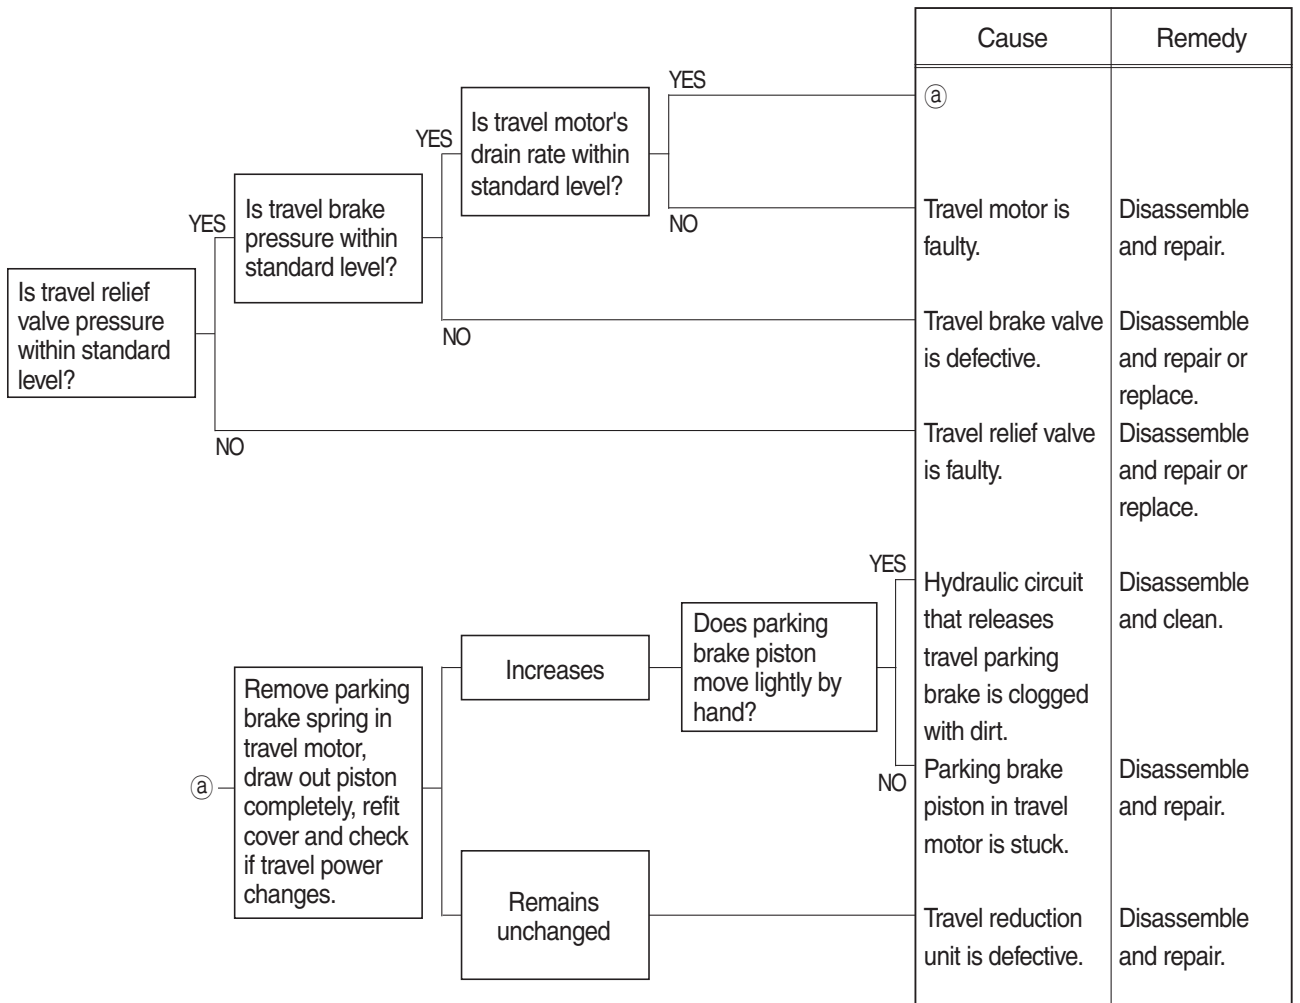 Cause
Remedy
YES
ⓐ
Is travel motor's
drain rate within
standard level?
YES
NO
Travel motor is
faulty.
Disassemble
and repair.
Is travel brake
pressure within
standard level?
YES
NO
Travel brake valve
is defective.
Disassemble
and repair or
replace.
Is travel relief
valve pressure
within standard
level?
NO
Travel relief valve
is faulty.
Disassemble
and repair or
replace.
YES
Hydraulic circuit
that releases
travel parking
brake is clogged
with dirt.
Disassemble
and clean.
Does parking
brake piston
move lightly by
hand?
Increases
NO
Parking brake
piston in travel
motor is stuck.
Disassemble
and repair.
ⓐ
Remove parking
brake spring in
travel motor,
draw out piston
completely, refit
cover and check
if travel power
changes.
Remains
unchanged
Travel reduction
unit is defective.
Disassemble
and repair.